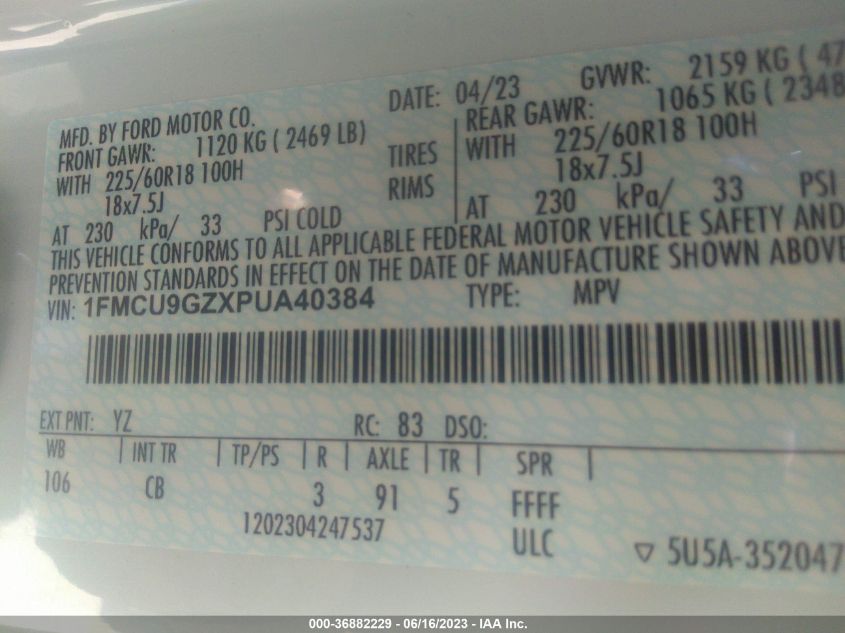 MFD. BY FORD MOTOR CO. DATE: 04/23 GVWR: 2159 KG ( 47
FRONT GAWR: 1120 KG ( 2469 LB) REAR GAWR: 1065 KG ( 2348
WITH 225/60R18 100H TIRES WITH 225/60R18 100H
18x7.5J RIMS 18x7.5J
AT 230 kPa/ 33 PSI COLD AT 230 kPa/ 33 PSI
THIS VEHICLE CONFORMS TO ALL APPLICABLE FEDERAL MOTOR VEHICLE SAFETY AND
PREVENTION STANDARDS IN EFFECT ON THE DATE OF MANUFACTURE SHOWN ABOVE
VIN: 1FMCU9GZXPUA40384 TYPE: MPV
EXT PNT: YZ RC: 83 DSO:
WB INT TR TP/PS R AXLE TR SPR
106 CB 3 91 5 FFFF
1202304247537 ULC 5U5A-352047
000-36882229 - 06/16/2023 - IAA Inc.